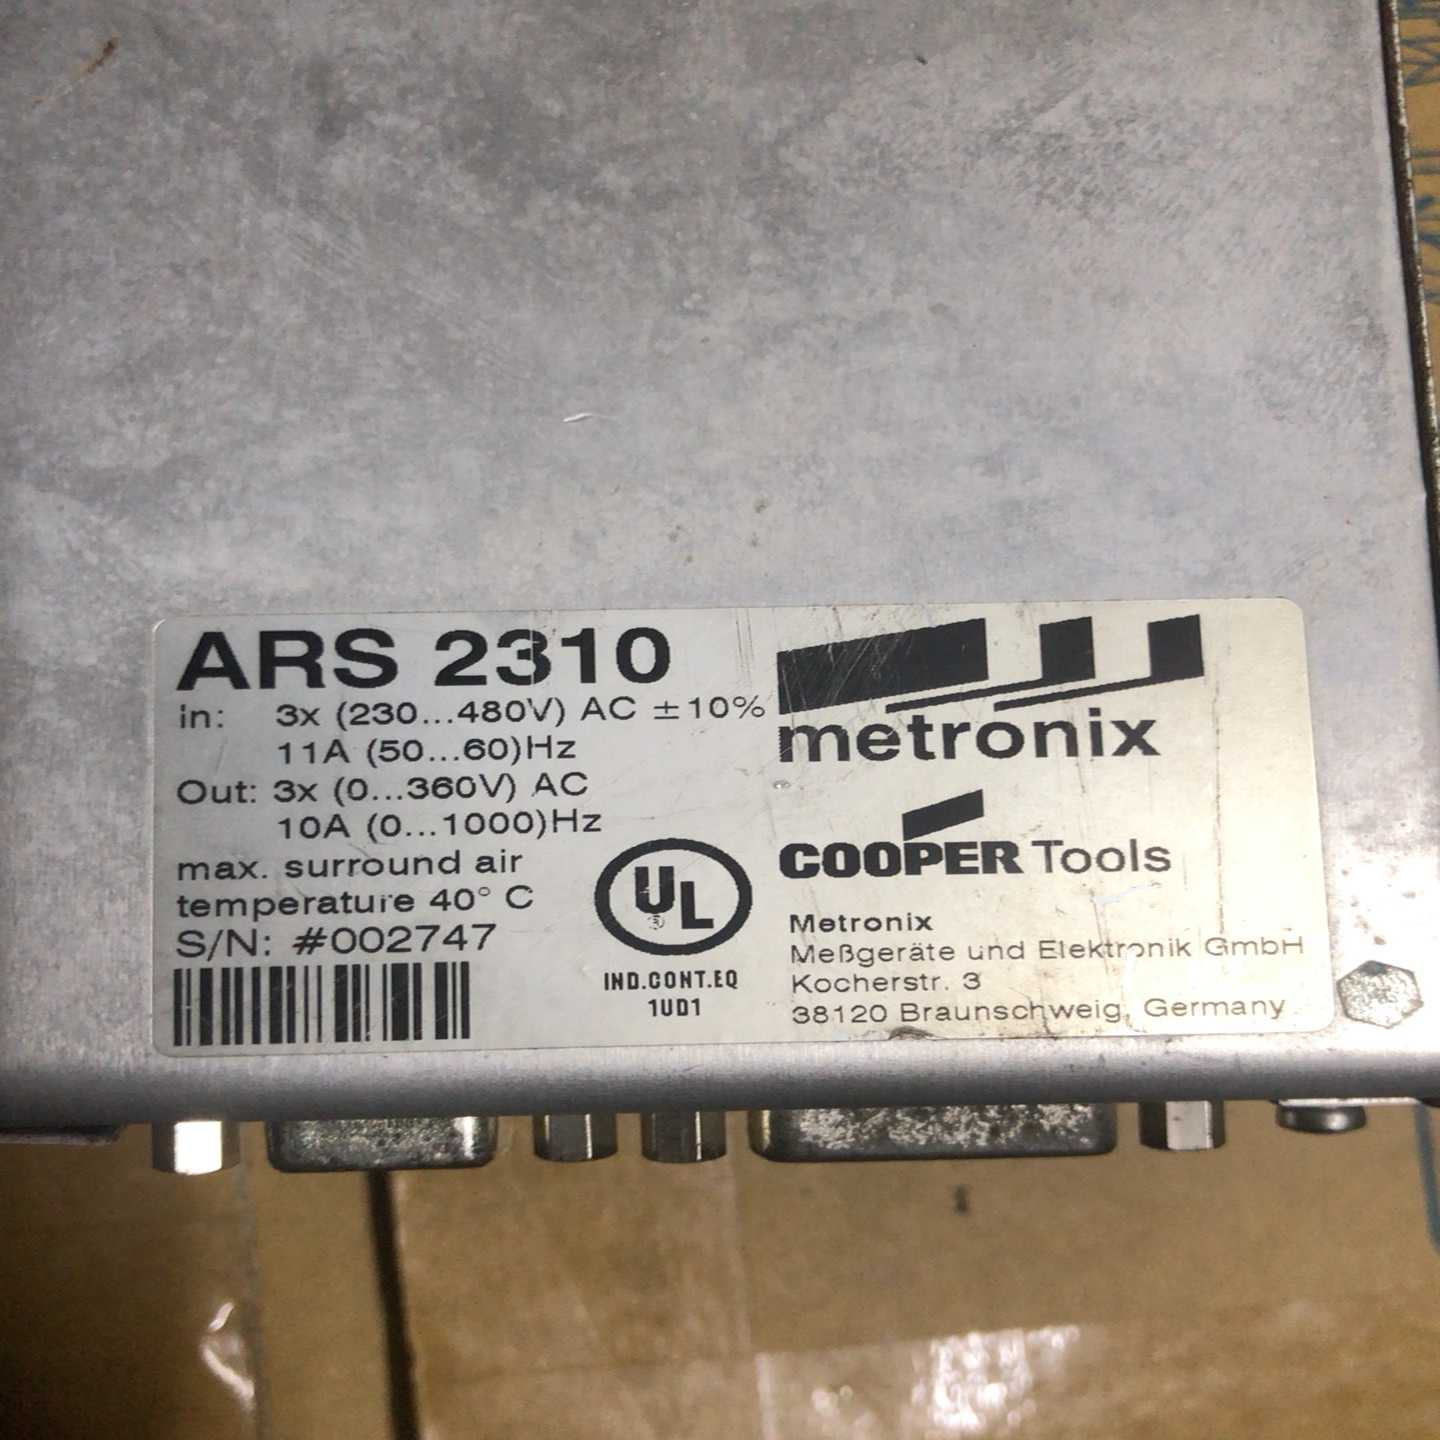 ARS 2310
in: 3x (230...480V) AC ±10%
11A (50...60)Hz
Out: 3x (0...360V) AC
10A (0...1000)Hz
max. surround air
temperature 40° C
S/N: #002747
UL
®
IND.CONT.EQ
1UD1
metronix
COOPER Tools
Metronix
Meßgeräte und Elektronik GmbH
Kocherstr. 3
38120 Braunschweig, Germany